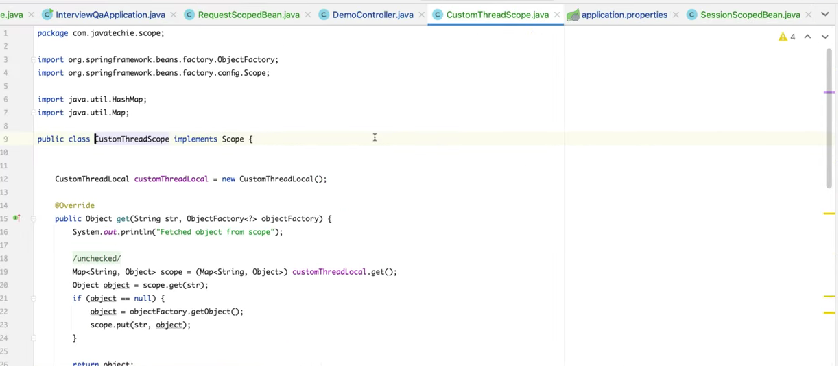 e.java InterviewQaApplication.java RequestScopedBean.java DemoController.java CustomThreadScope.java application.properties SessionScopedBean.java
4
1 package com.javatechie.scope;
2
3 import org.springframework.beans.factory.ObjectFactory;
4 import org.springframework.beans.factory.config.Scope;
5
6 import java.util.HashMap;
7 import java.util.Map;
8
9 public class CustomThreadScope implements Scope {
10
11
12 CustomThreadLocal customThreadLocal = new CustomThreadLocal();
13
14 @Override
15 public Object get(String str, ObjectFactory<?> objectFactory) {
16 System.out.println("Fetched object from scope");
17
18 /unchecked/
19 Map<String, Object> scope = (Map<String, Object>) customThreadLocal.get();
20 Object object = scope.get(str);
21 if (object == null) {
22 object = objectFactory.getObject();
23 scope.put(str, object);
24 }
25
26 return object;